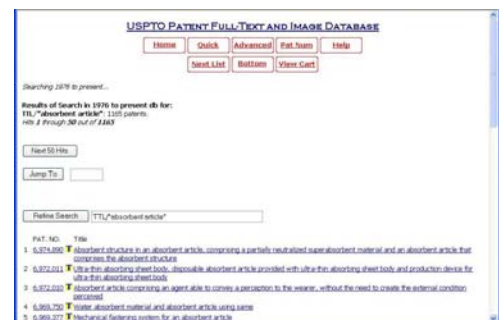 USPTO PATENT FULL-TEXT AND IMAGE DATABASE
Home Quick Advanced Pat Num Help
Next List Bottom View Cart
Searching 1976 to present...
Results of Search in 1976 to present db for:
TTL/"absorbent article": 1165 patents.
Hits 1 through 50 out of 1165
Next 50 Hits
Jump To
Refine Search TTL/"absorbent article"
PAT. NO. Title
1 6,974,890 T Absorbent structure in an absorbent article, comprising a partially neutralized superabsorbent material and an absorbent article that
comprises the absorbent structure
2 6,972,011 T Ultra-thin absorbing sheet body, disposable absorbent article provided with ultra-thin absorbing sheet body and production device for
ultra-thin absorbing sheet body
3 6,972,010 T Absorbent article comprising an agent able to convey a perception to the wearer, without the need to create the external condition
perceived
4 6,969,750 T Water absorbent material and absorbent article using same
5 6,969,377 T Mechanical fastening system for an absorbent article